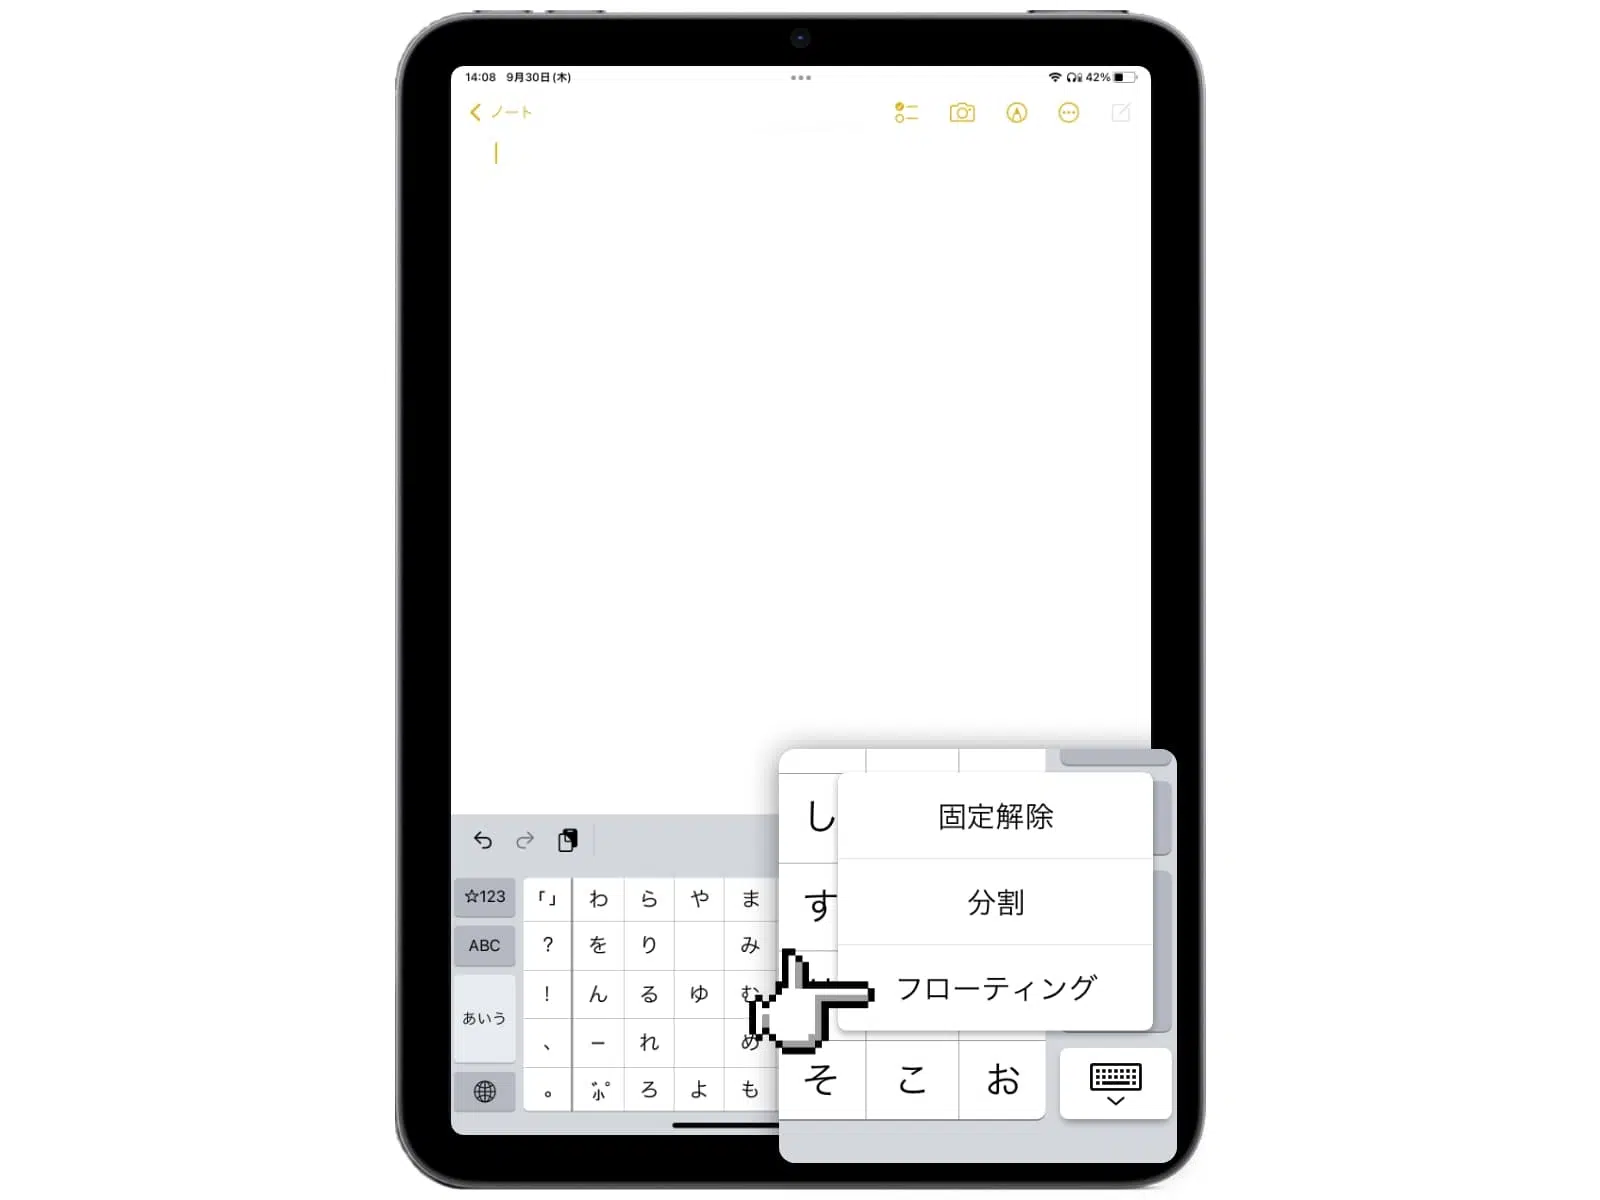 14:08 9月30日(木)
42%
ノート
固定解除
分割
フローティング
☆123
ABC
あいう
「」 わ ら や ま
? を り み
! ん る ゆ む
、 ー れ め
。 小 ろ よ も
し
す
そ こ お